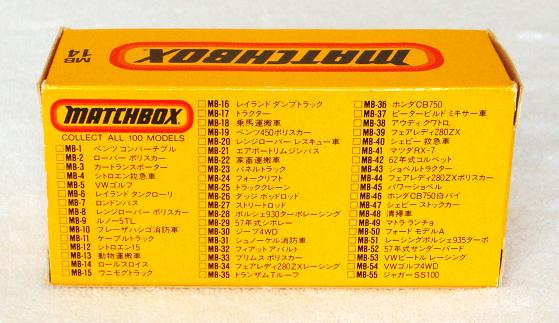 MATCHBOX
MB
14
MATCHBOX
COLLECT ALL 100 MODELS
MB-1 ベンツ コンバーチブル
MB-2 ローバー ポリスカー
MB-3 カートランスポーター
MB-4 シトロエン救急車
MB-5 VWゴルフ
MB-6 レイランド タンクローリ
MB-7 ロンドンバス
MB-8 レンジローバー ポリスカー
MB-9 ルノー5TL
MB-10 ブレーザハシゴ消防車
MB-11 ケーブルトラック
MB-12 シトロエン15
MB-13 動物運搬車
MB-14 ロールスロイス
MB-15 ウニモグトラック
MB-16 レイランド ダンプトラック
MB-17 トラクター
MB-18 乗馬運搬車
MB-19 ベンツ450ポリスカー
MB-20 レンジローバー レスキュー車
MB-21 エアポートリムジンバス
MB-22 家畜運搬車
MB-23 パネルトラック
MB-24 フォークリフト
MB-25 トラッククレーン
MB-26 ダッジ ホッドロッド
MB-27 ストリートロッド
MB-28 ポルシェ930ターボレーシング
MB-29 57年式シボレー
MB-30 ジープ4WD
MB-31 シュノーケル消防車
MB-32 フィアットアバルト
MB-33 プリムス ポリスカー
MB-34 フェアレディ280ZXレーシング
MB-35 トランザムTルーフ
MB-36 ホンダCB750
MB-37 ピータービルド ミキサー車
MB-38 アウディクワトロ
MB-39 フェアレディ280ZX
MB-40 シェビー 救急車
MB-41 マツダRX-7
MB-42 62年式コルベット
MB-43 ショベルトラクター
MB-44 フェアレディ280ZXポリスカー
MB-45 パワーショベル
MB-46 ホンダCB750白バイ
MB-47 シェビー ストックカー
MB-48 清掃車
MB-49 マトラ ランチョ
MB-50 フォード モデルA
MB-51 レーシングポルシェ935ターボ
MB-52 57年式サンダーバード
MB-53 VWビートル レーシング
MB-54 VWゴルフ4WD
MB-55 ジャガーSS100